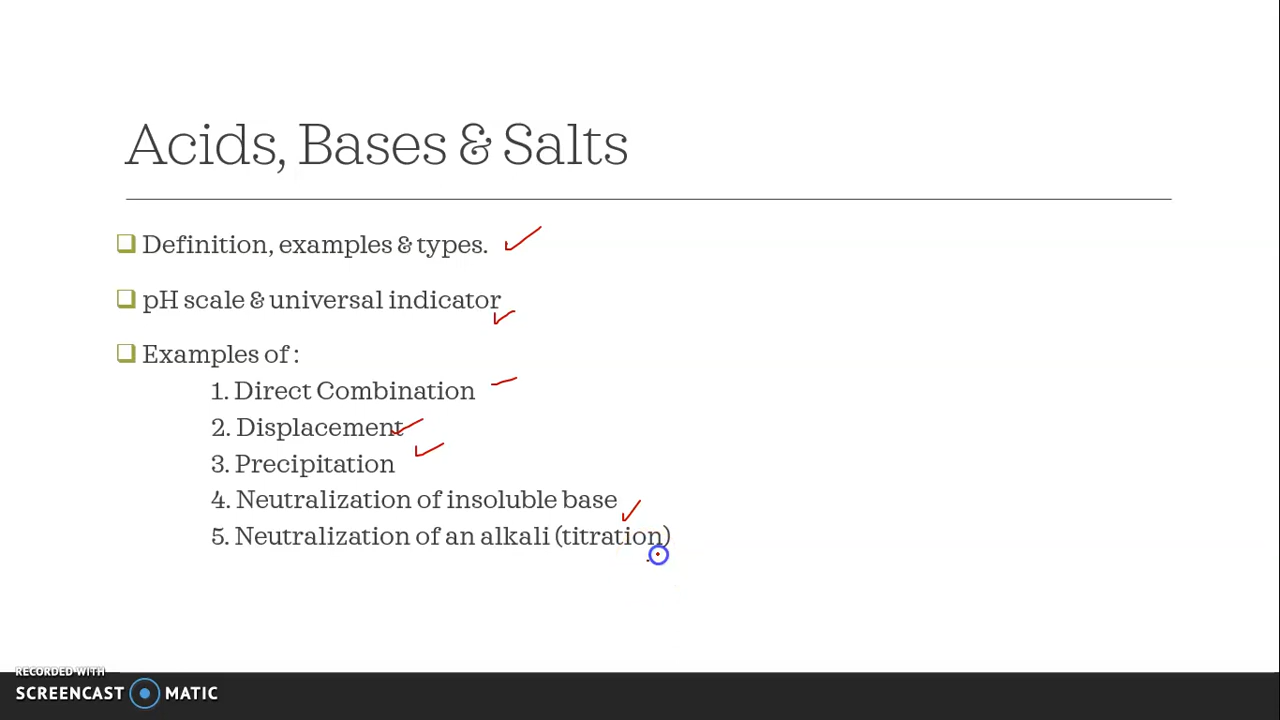 Acids, Bases & Salts
Definition, examples & types.
pH scale & universal indicator
Examples of :
1. Direct Combination
2. Displacement
3. Precipitation
4. Neutralization of insoluble base
5. Neutralization of an alkali (titration)
RECORDED WITH
SCREENCAST MATIC